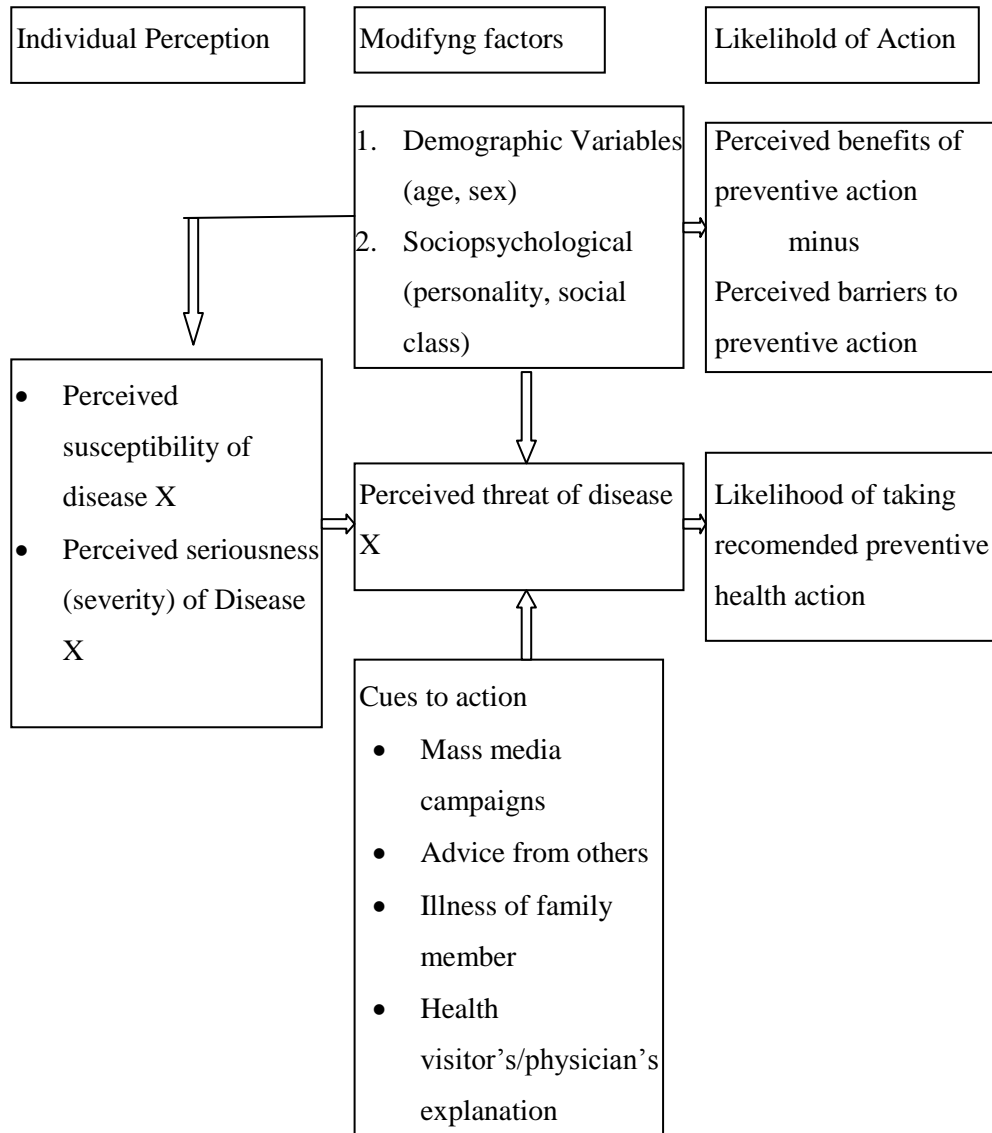 Individual Perception
Modifyng factors
Likelihold of Action
1. Demographic Variables
(age, sex)
2. Sociopsychological
(personality, social
class)
Perceived benefits of
preventive action
minus
Perceived barriers to
preventive action
• Perceived
susceptibility of
disease X
• Perceived seriousness
(severity) of Disease
X
Perceived threat of disease
X
Likelihood of taking
recomended preventive
health action
Cues to action
• Mass media
campaigns
• Advice from others
• Illness of family
member
• Health
visitor’s/physician’s
explanation